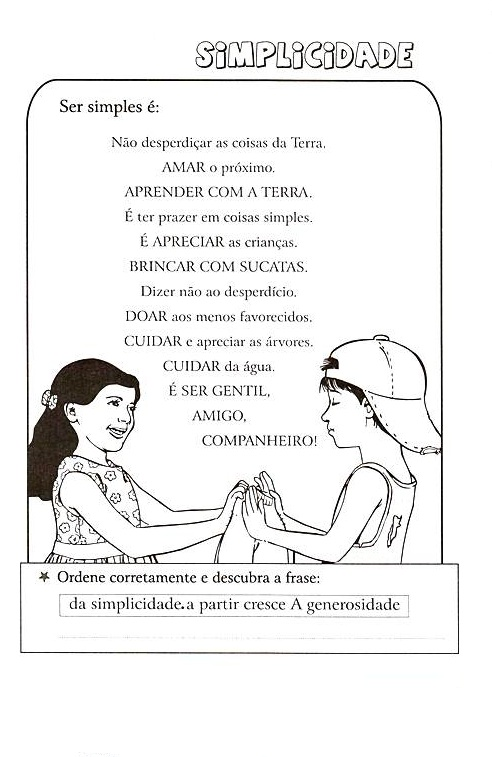 SiMPLiCiDADE
Ser simples é:
Não desperdiçar as coisas da Terra.
AMAR o próximo.
APRENDER COM A TERRA.
É ter prazer em coisas simples.
É APRECIAR as crianças.
BRINCAR COM SUCATAS.
Dizer não ao desperdício.
DOAR aos menos favorecidos.
CUIDAR e apreciar as árvores.
CUIDAR da água.
É SER GENTIL,
AMIGO,
COMPANHEIRO!
★ Ordene corretamente e descubra a frase:
da simplicidade.a partir cresce A generosidade